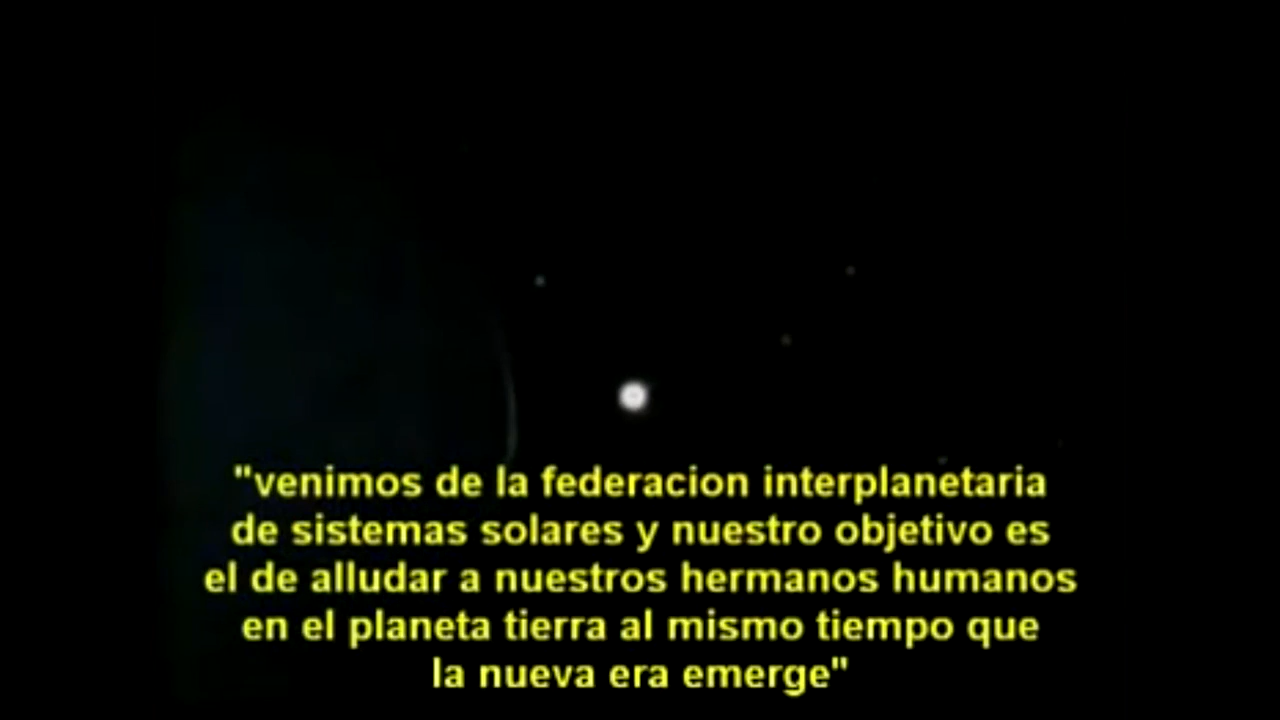 "venimos de la federacion interplanetaria
de sistemas solares y nuestro objetivo es
el de alludar a nuestros hermanos humanos
en el planeta tierra al mismo tiempo que
la nueva era emerge"